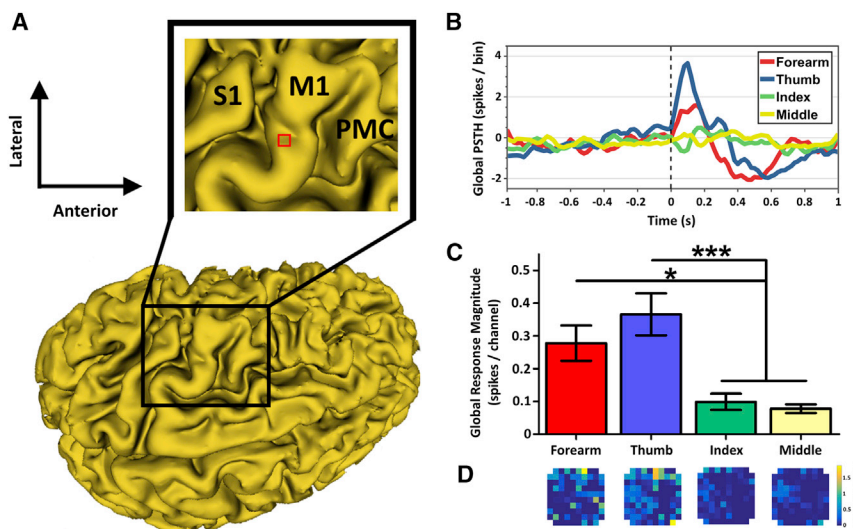 A
Lateral
Anterior
S1
M1
PMC
B
Global PSTH (spikes / bin)
4
2
0
-2
-1
-0.8
-0.6
-0.4
-0.2
0
0.2
0.4
0.6
0.8
1
Time (s)
Forearm
Thumb
Index
Middle
C
Global Response Magnitude
(spikes / channel)
0.5
0.4
0.3
0.2
0.1
0
***
*
Forearm
Thumb
Index
Middle
D
1.5
1
0.5
0